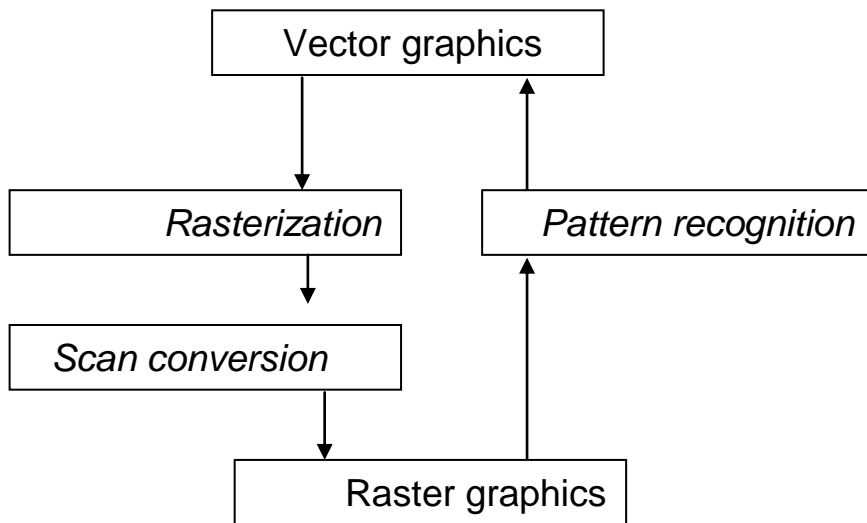 Vector graphics
Rasterization
Pattern recognition
Scan conversion
Raster graphics